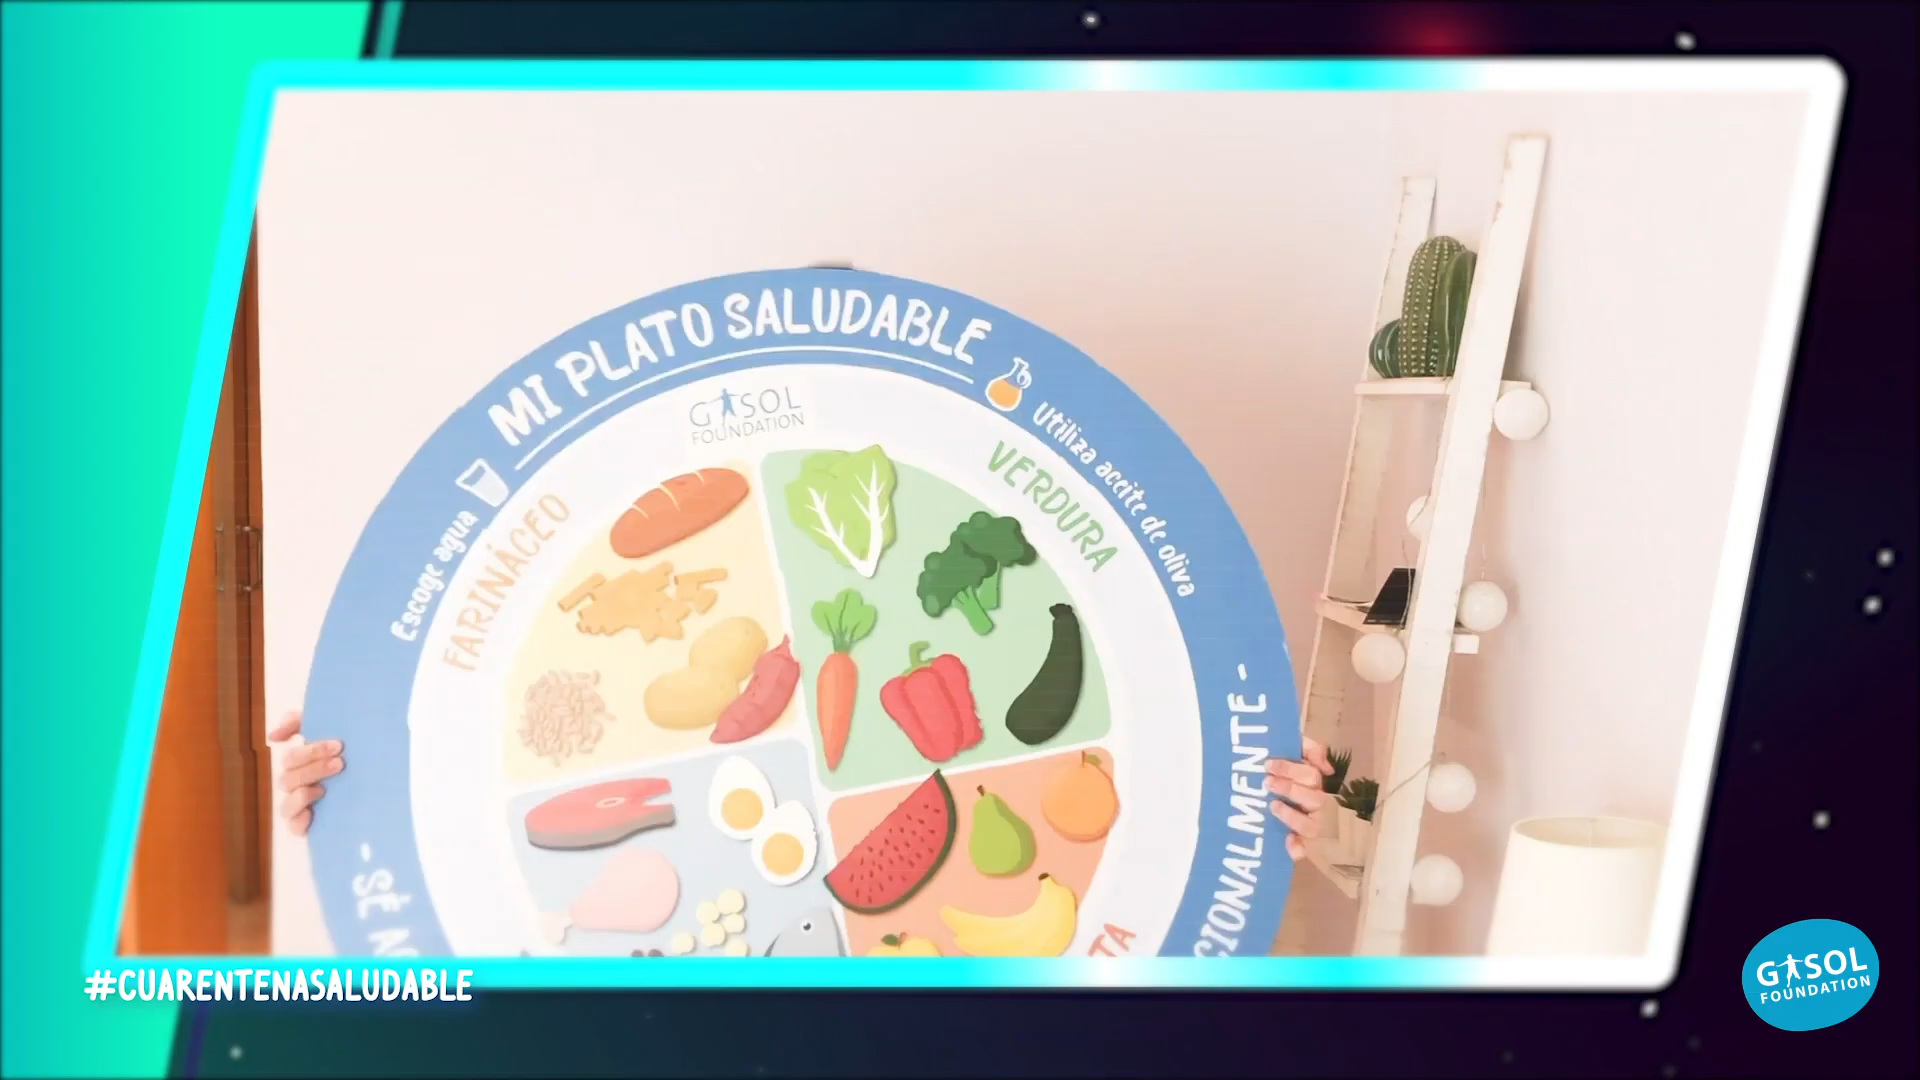 MI PLATO SALUDABLE
GASOL
FOUNDATION
Escoge agua
Utiliza aceite de oliva
FARINÁCEO
VERDURA
- SÉ
CIONALMENTE -
TA
#CUARENTENASALUDABLE
GASOL
FOUNDATION